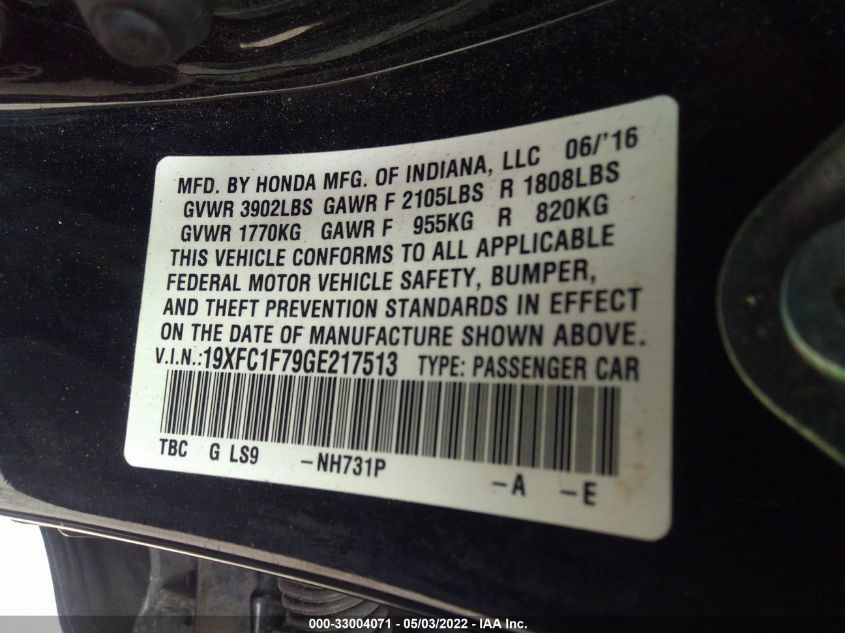 MFD. BY HONDA MFG. OF INDIANA, LLC 06/'16
GVWR 3902LBS GAWR F 2105LBS R 1808LBS
GVWR 1770KG GAWR F 955KG R 820KG
THIS VEHICLE CONFORMS TO ALL APPLICABLE
FEDERAL MOTOR VEHICLE SAFETY, BUMPER,
AND THEFT PREVENTION STANDARDS IN EFFECT
ON THE DATE OF MANUFACTURE SHOWN ABOVE.
V.I.N.:19XFC1F79GE217513 TYPE: PASSENGER CAR
TBC G LS9 -NH731P -A -E
000-33004071 - 05/03/2022 - IAA Inc.